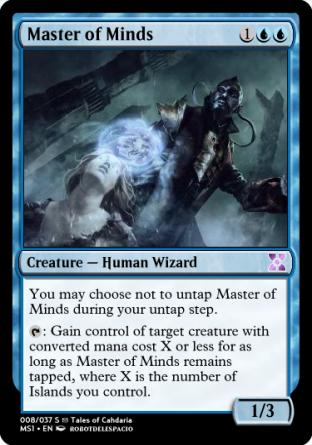 Master of Minds 1
Creature — Human Wizard
You may choose not to untap Master of
Minds during your untap step.
: Gain control of target creature with
converted mana cost X or less for as
long as Master of Minds remains
tapped, where X is the number of
Islands you control.
1/3
008/037 S Tales of Cahdaria
MS1 • EN ROBOTDELESPACIO